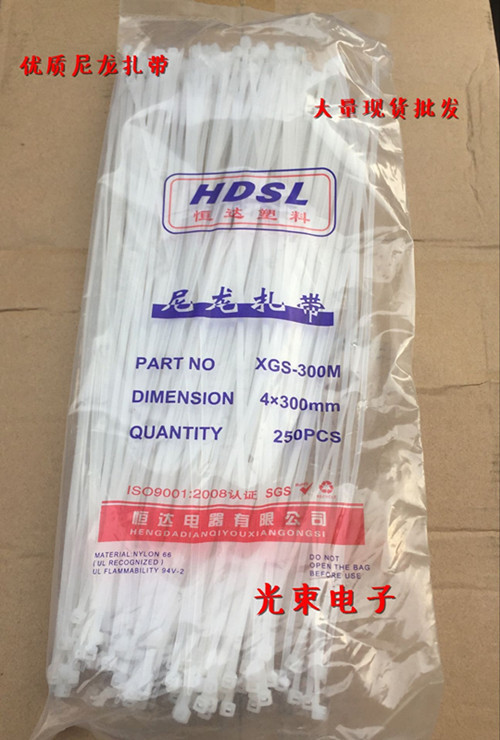 优质尼龙扎带
大量现货批发
HDSL
恒达塑料
尼龙扎带
PART NO XGS-300M
DIMENSION 4×300mm
QUANTITY 250PCS
ISO9001:2008认证 SGS
恒达电器有限公司
HENGDADIANQIYOUXIANGONGSI
MATERIAL:NYLON 66
( UL RECOGNIZED )
UL FLAMMABILITY 94V-2
DO NOT
OPEN THE BAG
BEFORE USE
光束电子